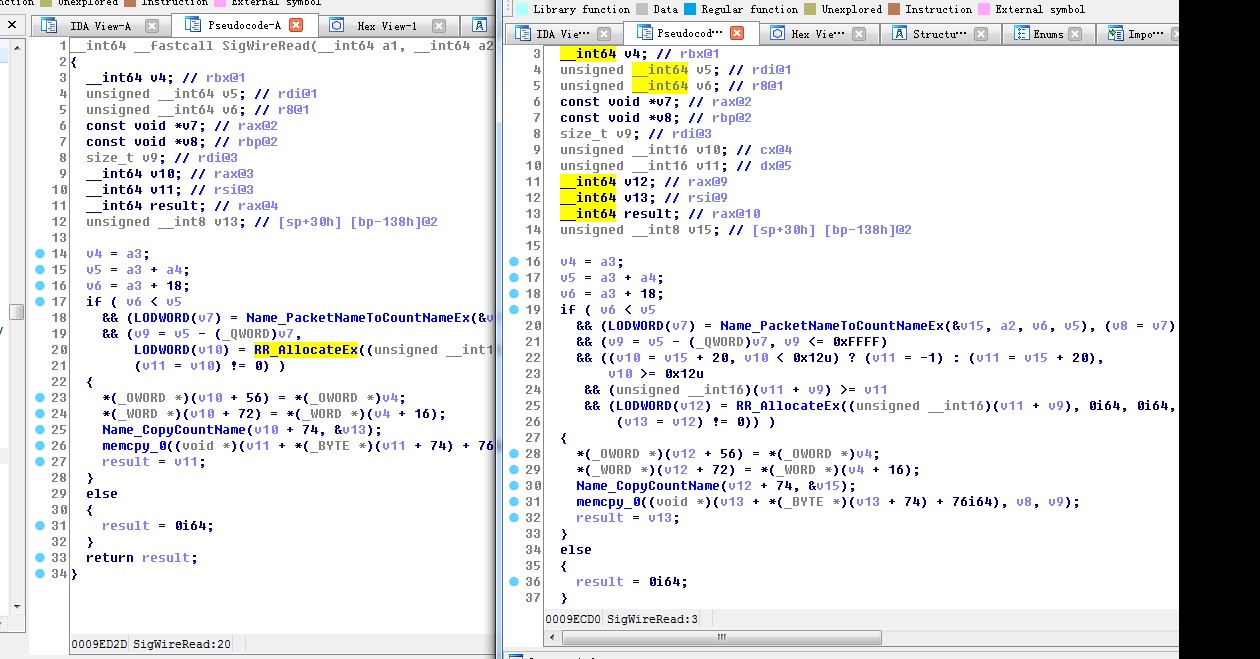 nction Unexplored Instruction External symbol
IDA View-A Pseudocode-A Hex View-1
1 __int64 __fastcall SigWireRead(__int64 a1, __int64 a2
2 {
3 __int64 v4; // rbx@1
4 unsigned __int64 v5; // rdi@1
5 unsigned __int64 v6; // r8@1
6 const void *v7; // rax@2
7 const void *v8; // rbp@2
8 size_t v9; // rdi@3
9 __int64 v10; // rax@3
10 __int64 v11; // rsi@3
11 __int64 result; // rax@4
12 unsigned __int8 v13; // [sp+30h] [bp-138h]@2
13
14 v4 = a3;
15 v5 = a3 + a4;
16 v6 = a3 + 18;
17 if ( v6 < v5
18 && (LODWORD(v7) = Name_PacketNameToCountNameEx(&v
19 && (v9 = v5 - (_QWORD)v7,
20 LODWORD(v10) = RR_AllocateEx((unsigned __int1
21 (v11 = v10) != 0) )
22 {
23 *(_OWORD *)(v10 + 56) = *(_OWORD *)v4;
24 *(_WORD *)(v10 + 72) = *(_WORD *)(v4 + 16);
25 Name_CopyCountName(v10 + 74, &v13);
26 memcpy_0((void *)(v11 + *(_BYTE *)(v11 + 74) + 76
27 result = v11;
28 }
29 else
30 {
31 result = 0i64;
32 }
33 return result;
34 }
0009ED2D SigWireRead:20
Library function Data Regular function Unexplored Instruction External symbol
IDA Vie··· Pseudocod··· Hex Vie··· Structu··· Enums Impo···
3 __int64 v4; // rbx@1
4 unsigned __int64 v5; // rdi@1
5 unsigned __int64 v6; // r8@1
6 const void *v7; // rax@2
7 const void *v8; // rbp@2
8 size_t v9; // rdi@3
9 unsigned __int16 v10; // cx@4
10 unsigned __int16 v11; // dx@5
11 __int64 v12; // rax@9
12 __int64 v13; // rsi@9
13 __int64 result; // rax@10
14 unsigned __int8 v15; // [sp+30h] [bp-138h]@2
15
16 v4 = a3;
17 v5 = a3 + a4;
18 v6 = a3 + 18;
19 if ( v6 < v5
20 && (LODWORD(v7) = Name_PacketNameToCountNameEx(&v15, a2, v6, v5), (v8 = v7)
21 && (v9 = v5 - (_QWORD)v7, v9 <= 0xFFFF)
22 && ((v10 = v15 + 20, v10 < 0x12u) ? (v11 = -1) : (v11 = v15 + 20),
23 v10 >= 0x12u
24 && (unsigned __int16)(v11 + v9) >= v11
25 && (LODWORD(v12) = RR_AllocateEx((unsigned __int16)(v11 + v9), 0i64, 0i64,
26 (v13 = v12) != 0)) )
27 {
28 *(_OWORD *)(v12 + 56) = *(_OWORD *)v4;
29 *(_WORD *)(v12 + 72) = *(_WORD *)(v4 + 16);
30 Name_CopyCountName(v12 + 74, &v15);
31 memcpy_0((void *)(v13 + *(_BYTE *)(v13 + 74) + 76i64), v8, v9);
32 result = v13;
33 }
34 else
35 {
36 result = 0i64;
37 }
0009ECD0 SigWireRead:3